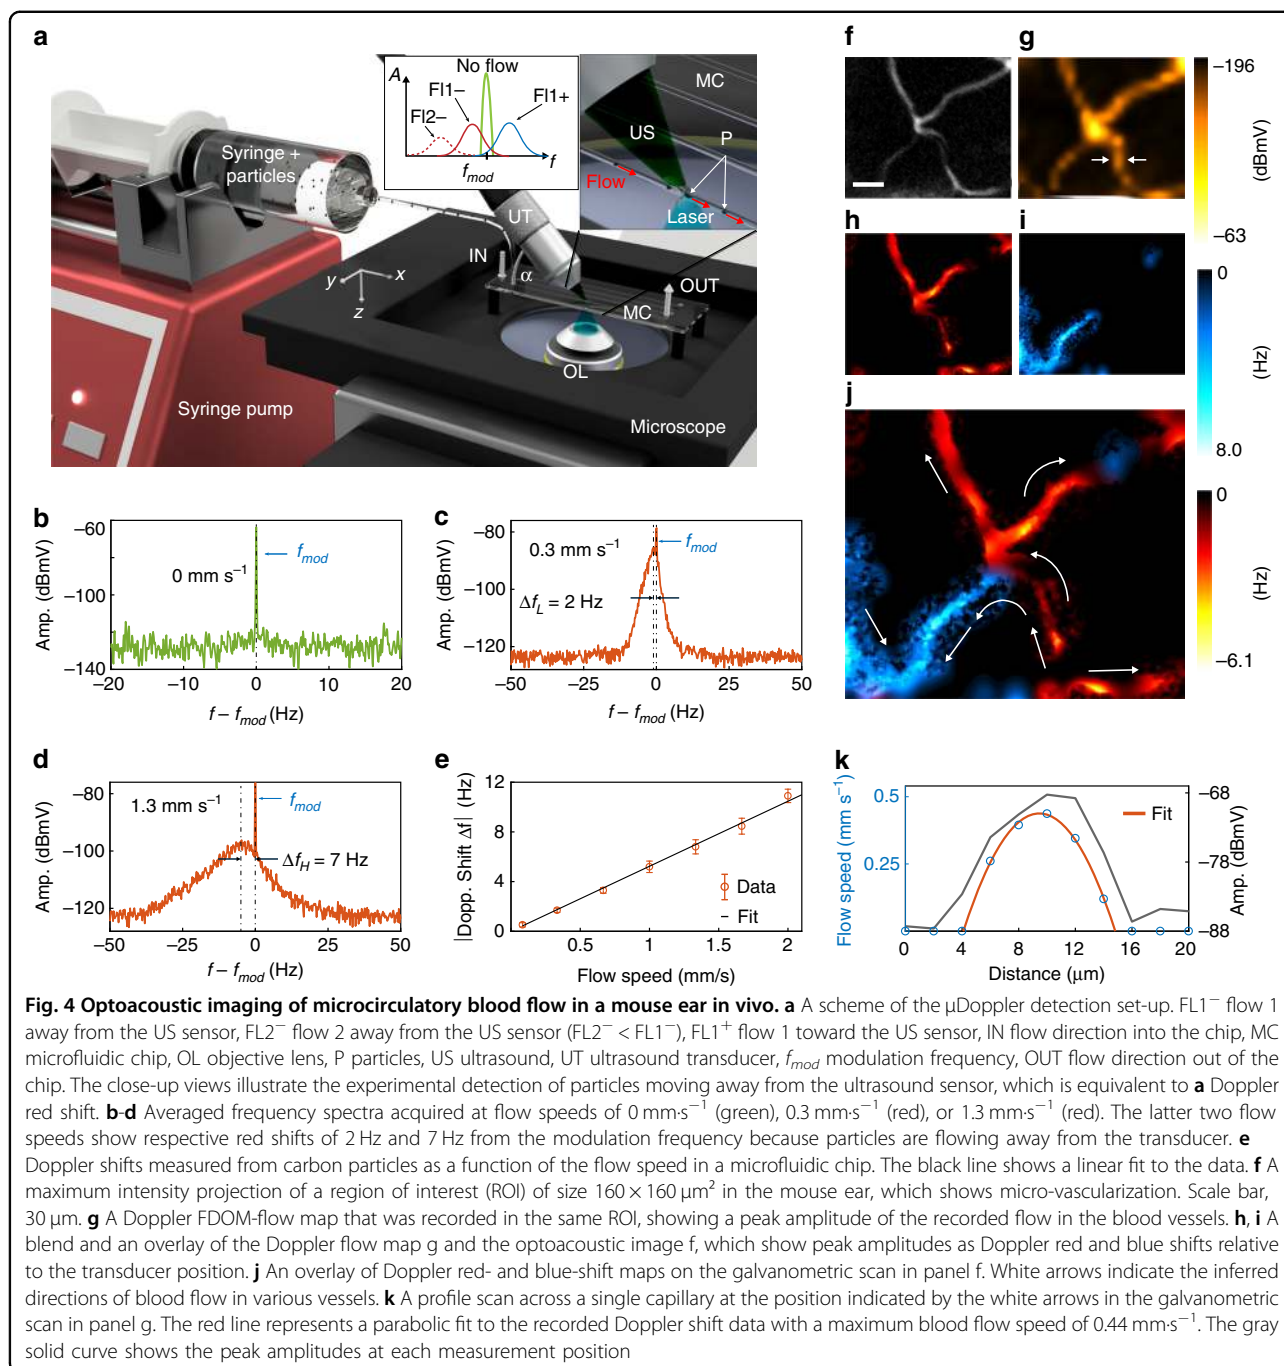 a
A
No flow
Fl1−
Fl1+
Fl2−
f
f_mod
MC
US
P
Flow
Laser
Syringe +
particles
UT
IN
α
OUT
y
x
z
MC
OL
Syringe pump
Microscope
f
g
−196
(dBmV)
−63
h
i
0
(Hz)
8.0
j
0
(Hz)
−6.1
b
−60
f_mod
0 mm s⁻¹
−100
−140
Amp. (dBmV)
−20
−10
0
10
20
f − f_mod (Hz)
c
−80
f_mod
0.3 mm s⁻¹
−100
Δf_L = 2 Hz
−120
Amp. (dBmV)
−50
−25
0
25
50
f − f_mod (Hz)
d
−80
1.3 mm s⁻¹
f_mod
−100
Δf_H = 7 Hz
−120
Amp. (dBmV)
−50
0
50
f − f_mod (Hz)
e
12
8
4
0
|Dopp. Shift Δf| (Hz)
Data
Fit
0
0.5
1
1.5
2
Flow speed (mm/s)
k
0.5
0.25
Flow speed (mm s⁻¹)
Fit
−68
−78
−88
Amp. (dBmV)
0
4
8
12
16
20
Distance (μm)
Fig. 4 Optoacoustic imaging of microcirculatory blood flow in a mouse ear in vivo. a A scheme of the μDoppler detection set-up. FL1⁻ flow 1
away from the US sensor, FL2⁻ flow 2 away from the US sensor (FL2⁻ < FL1⁻), FL1⁺ flow 1 toward the US sensor, IN flow direction into the chip, MC
microfluidic chip, OL objective lens, P particles, US ultrasound, UT ultrasound transducer, f_mod modulation frequency, OUT flow direction out of the
chip. The close-up views illustrate the experimental detection of particles moving away from the ultrasound sensor, which is equivalent to a Doppler
red shift. b-d Averaged frequency spectra acquired at flow speeds of 0 mm·s⁻¹ (green), 0.3 mm·s⁻¹ (red), or 1.3 mm·s⁻¹ (red). The latter two flow
speeds show respective red shifts of 2 Hz and 7 Hz from the modulation frequency because particles are flowing away from the transducer. e
Doppler shifts measured from carbon particles as a function of the flow speed in a microfluidic chip. The black line shows a linear fit to the data. f A
maximum intensity projection of a region of interest (ROI) of size 160 × 160 μm² in the mouse ear, which shows micro-vascularization. Scale bar,
30 μm. g A Doppler FDOM-flow map that was recorded in the same ROI, showing a peak amplitude of the recorded flow in the blood vessels. h, i A
blend and an overlay of the Doppler flow map g and the optoacoustic image f, which show peak amplitudes as Doppler red and blue shifts relative
to the transducer position. j An overlay of Doppler red- and blue-shift maps on the galvanometric scan in panel f. White arrows indicate the inferred
directions of blood flow in various vessels. k A profile scan across a single capillary at the position indicated by the white arrows in the galvanometric
scan in panel g. The red line represents a parabolic fit to the recorded Doppler shift data with a maximum blood flow speed of 0.44 mm·s⁻¹. The gray
solid curve shows the peak amplitudes at each measurement position